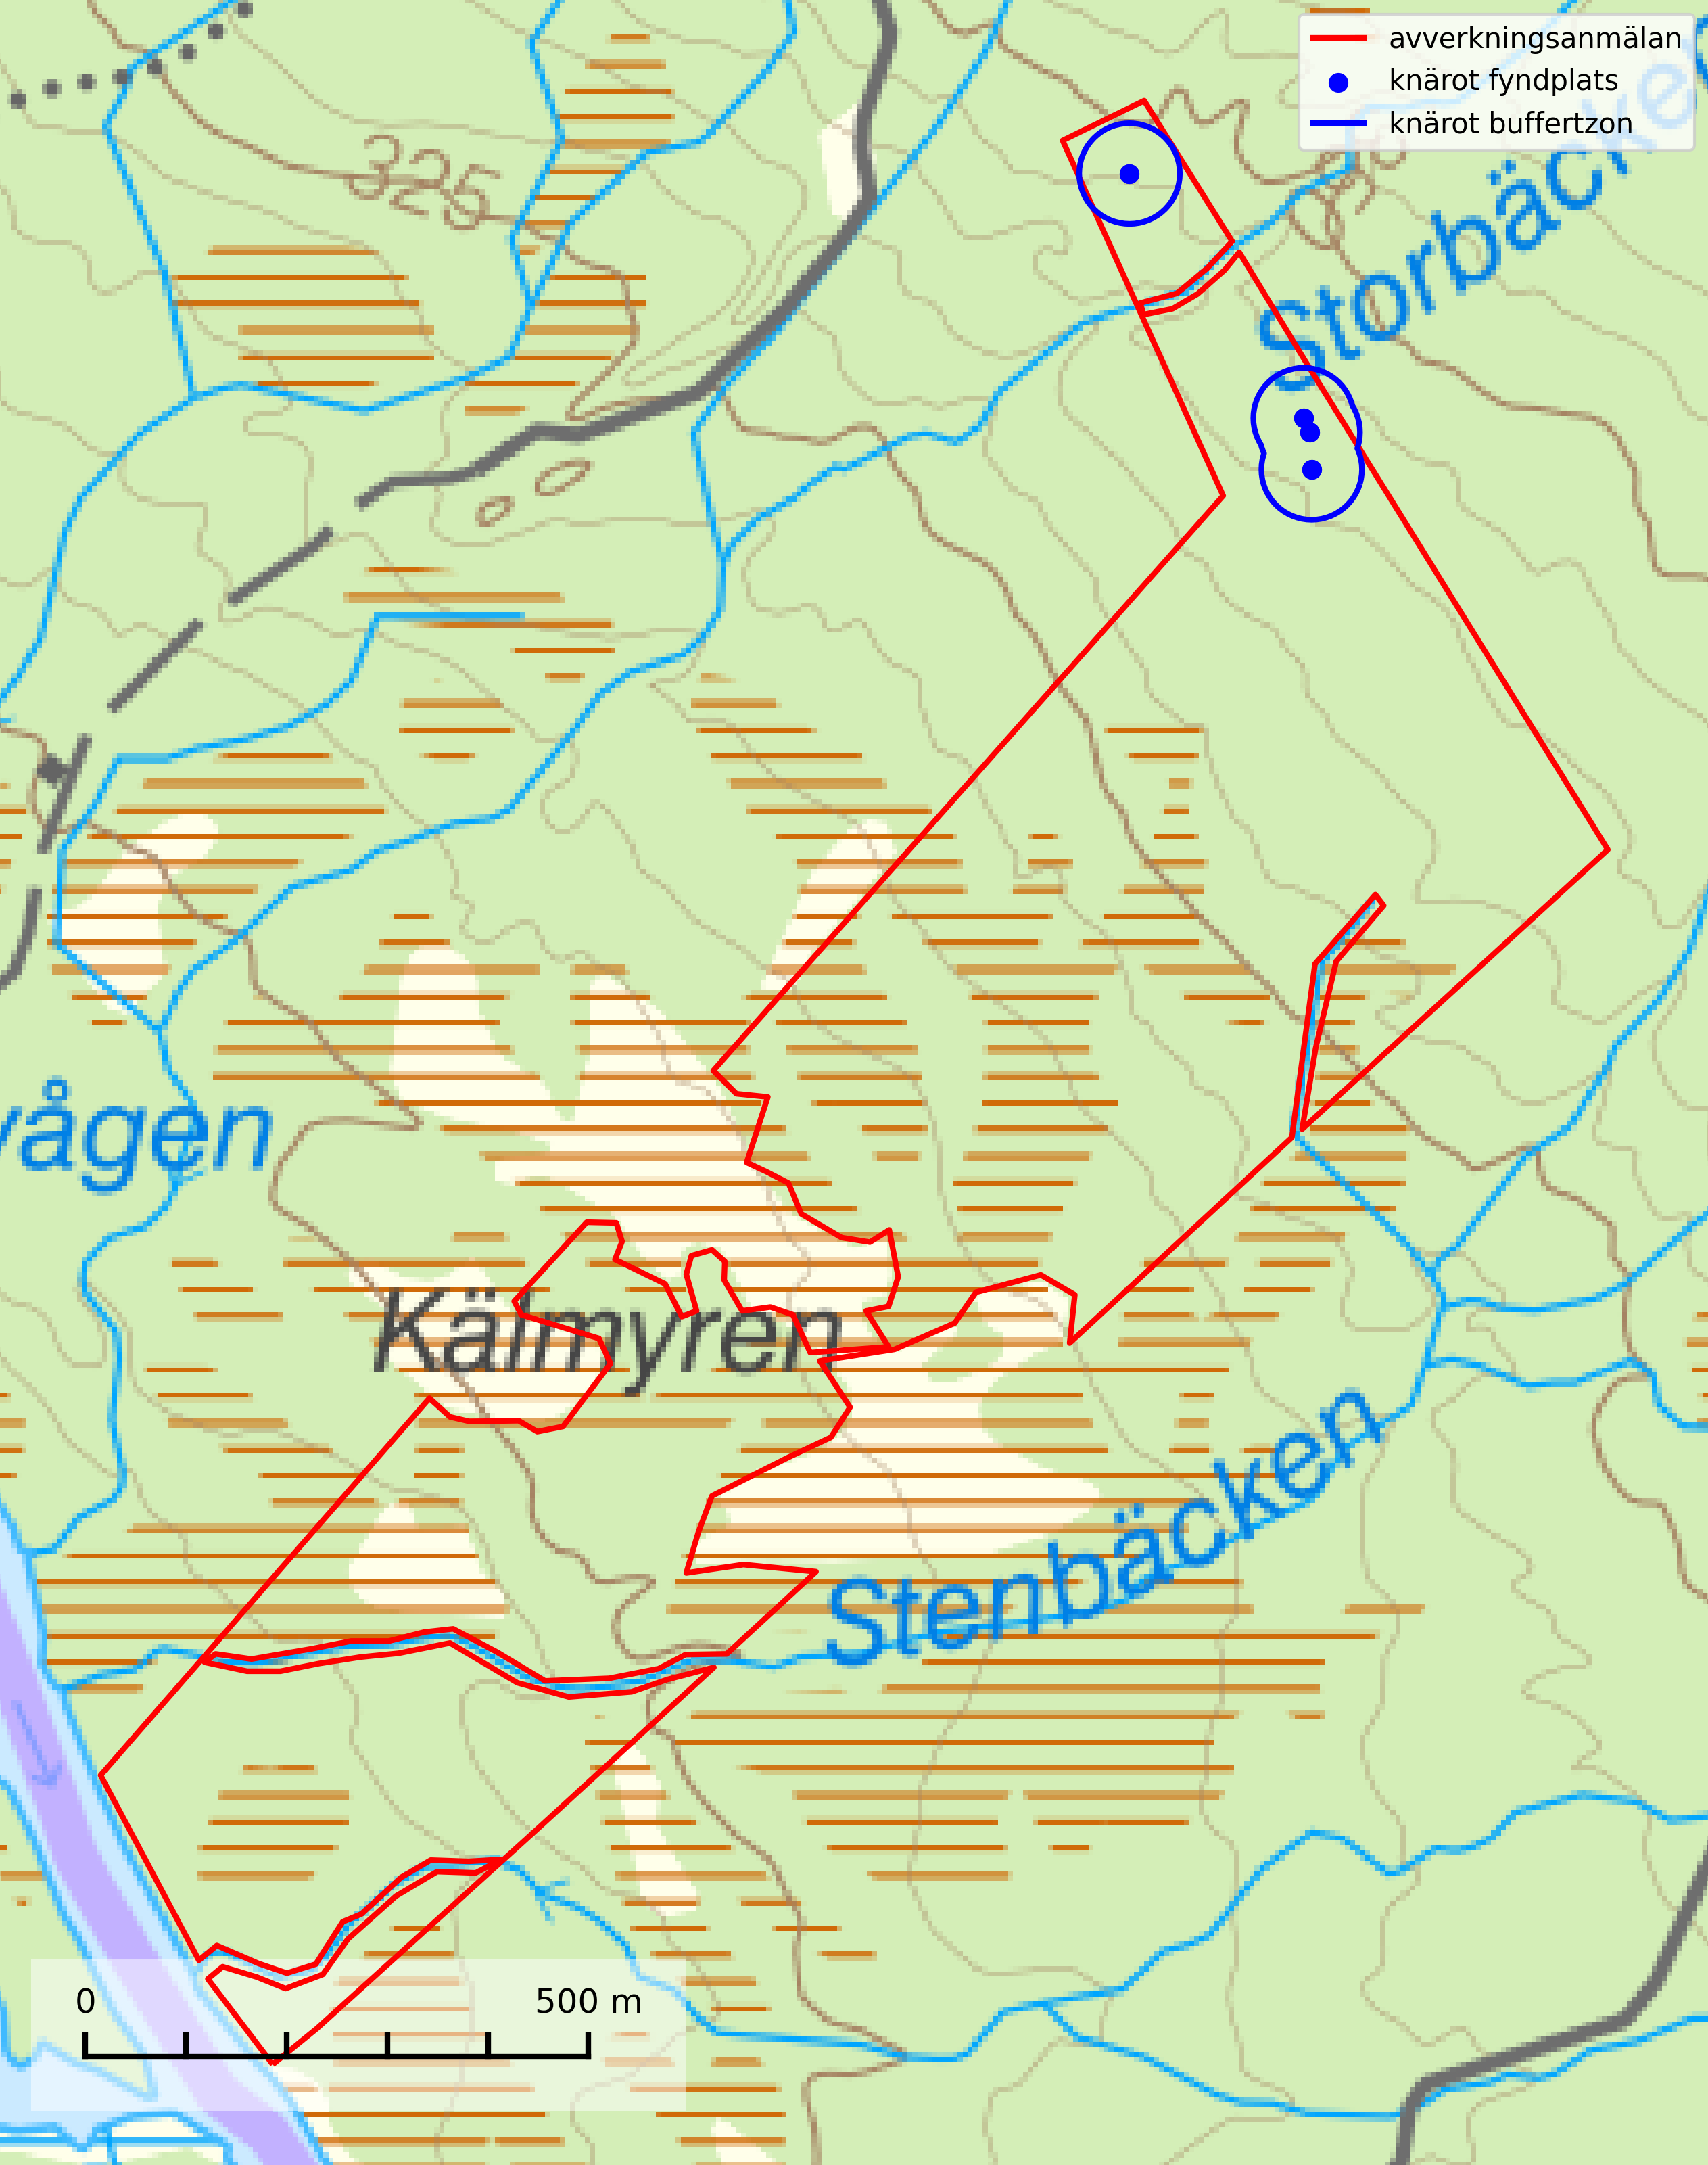 avverkningsanmälan
knärot fyndplats
knärot buffertzon
325
Storbäcke
vågen
Kälmyren
Stenbäcken
0 500 m